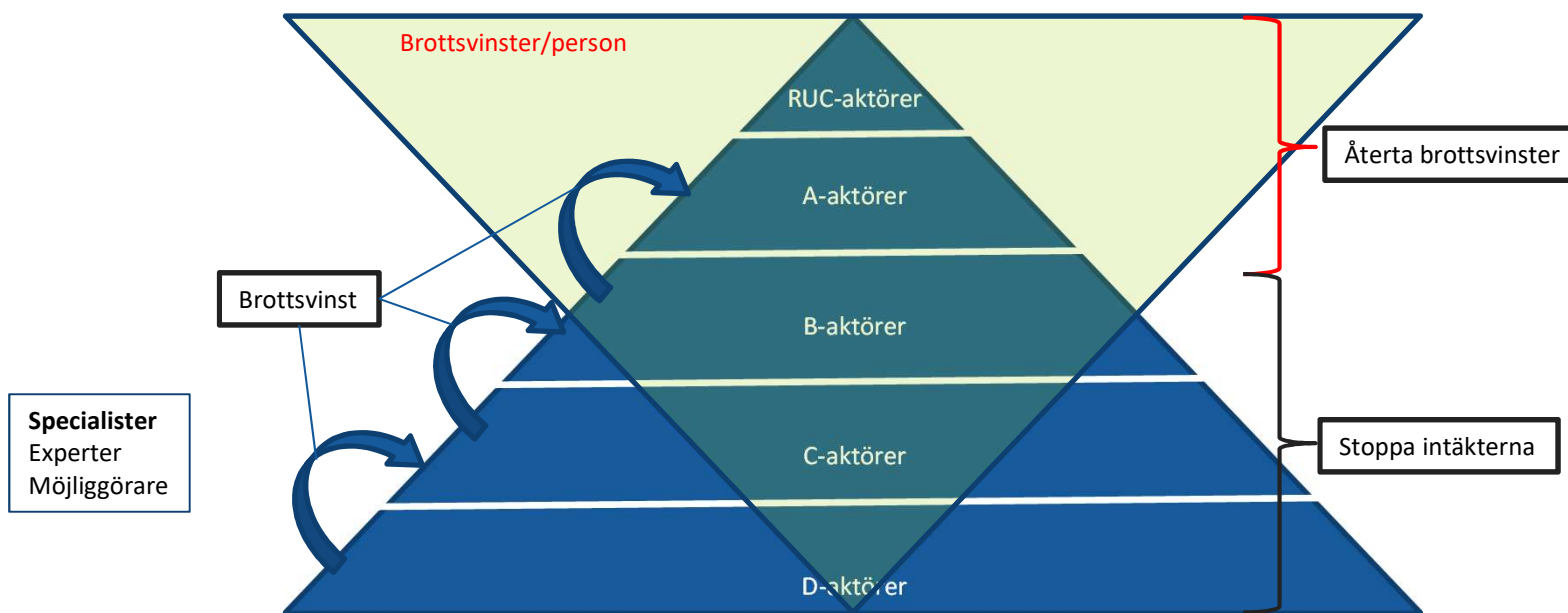 Brottsvinster/person
RUC-aktörer
Återta brottsvinster
A-aktörer
Brottsvinst
B-aktörer
Specialister
Experter
Möjliggörare
C-aktörer
Stoppa intäkterna
D-aktörer